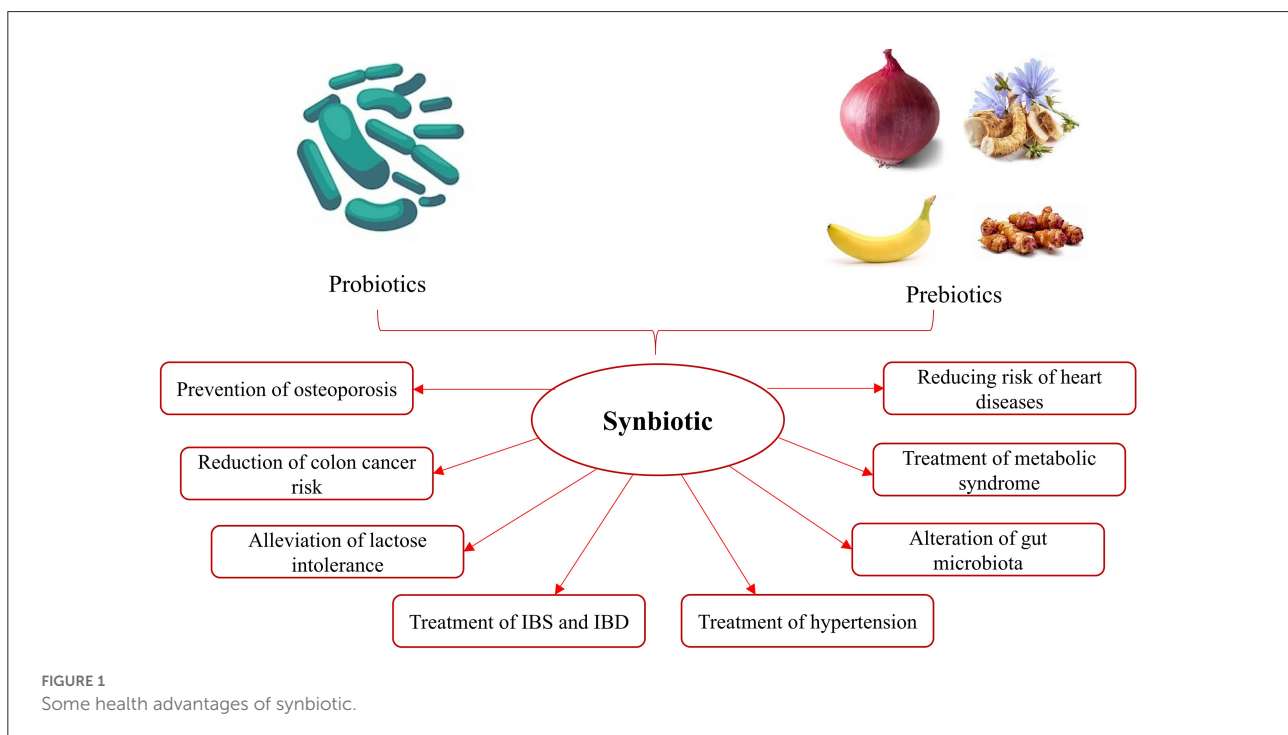 Probiotics
Prebiotics
Prevention of osteoporosis
Synbiotic
Reducing risk of heart
diseases
Reduction of colon cancer
risk
Treatment of metabolic
syndrome
Alleviation of lactose
intolerance
Alteration of gut
microbiota
Treatment of IBS and IBD
Treatment of hypertension
FIGURE 1
Some health advantages of synbiotic.